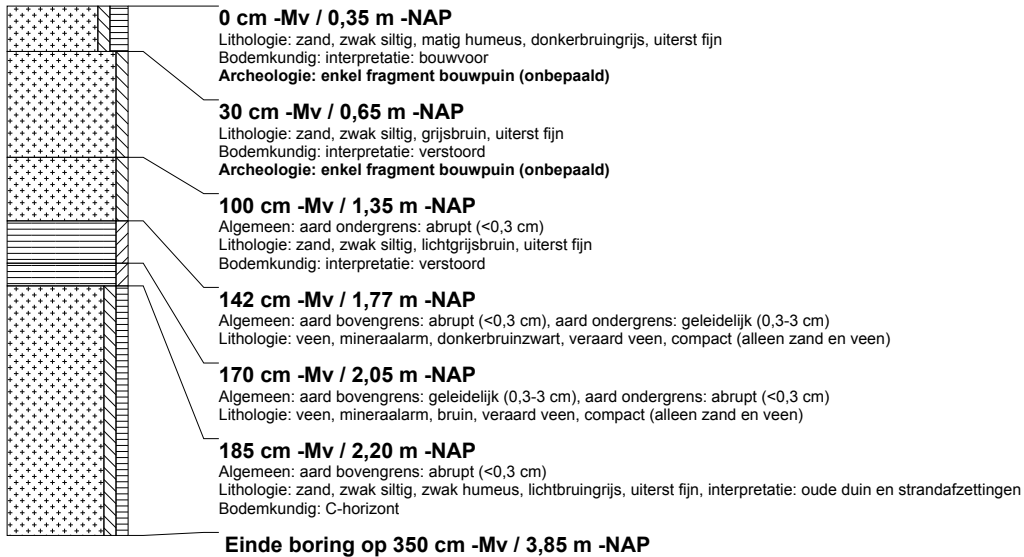 0 cm -Mv / 0,35 m -NAP
Lithologie: zand, zwak siltig, matig humeus, donkerbruingrijs, uiterst fijn
Bodemkundig: interpretatie: bouwvoor
Archeologie: enkel fragment bouwpuin (onbepaald)
30 cm -Mv / 0,65 m -NAP
Lithologie: zand, zwak siltig, grijsbruin, uiterst fijn
Bodemkundig: interpretatie: verstoord
Archeologie: enkel fragment bouwpuin (onbepaald)
100 cm -Mv / 1,35 m -NAP
Algemeen: aard ondergrens: abrupt (<0,3 cm)
Lithologie: zand, zwak siltig, lichtgrijsbruin, uiterst fijn
Bodemkundig: interpretatie: verstoord
142 cm -Mv / 1,77 m -NAP
Algemeen: aard bovengrens: abrupt (<0,3 cm), aard ondergrens: geleidelijk (0,3-3 cm)
Lithologie: veen, mineraalarm, donkerbruinzwart, veraard veen, compact (alleen zand en veen)
170 cm -Mv / 2,05 m -NAP
Algemeen: aard bovengrens: geleidelijk (0,3-3 cm), aard ondergrens: abrupt (<0,3 cm)
Lithologie: veen, mineraalarm, bruin, veraard veen, compact (alleen zand en veen)
185 cm -Mv / 2,20 m -NAP
Algemeen: aard bovengrens: abrupt (<0,3 cm)
Lithologie: zand, zwak siltig, zwak humeus, lichtbruingrijs, uiterst fijn, interpretatie: oude duin en strandafzettingen
Bodemkundig: C-horizont
Einde boring op 350 cm -Mv / 3,85 m -NAP